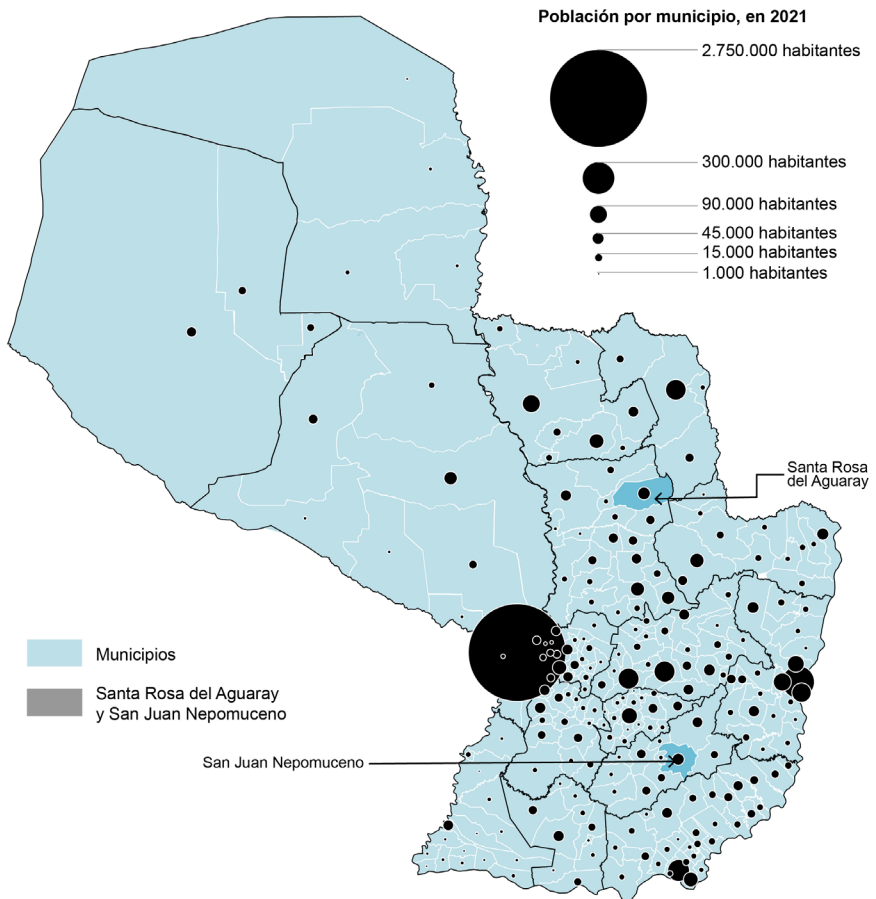 Población por municipio, en 2021
2.750.000 habitantes
300.000 habitantes
90.000 habitantes
45.000 habitantes
15.000 habitantes
1.000 habitantes
Santa Rosa
del Aguaray
Municipios
Santa Rosa del Aguaray
y San Juan Nepomuceno
San Juan Nepomuceno